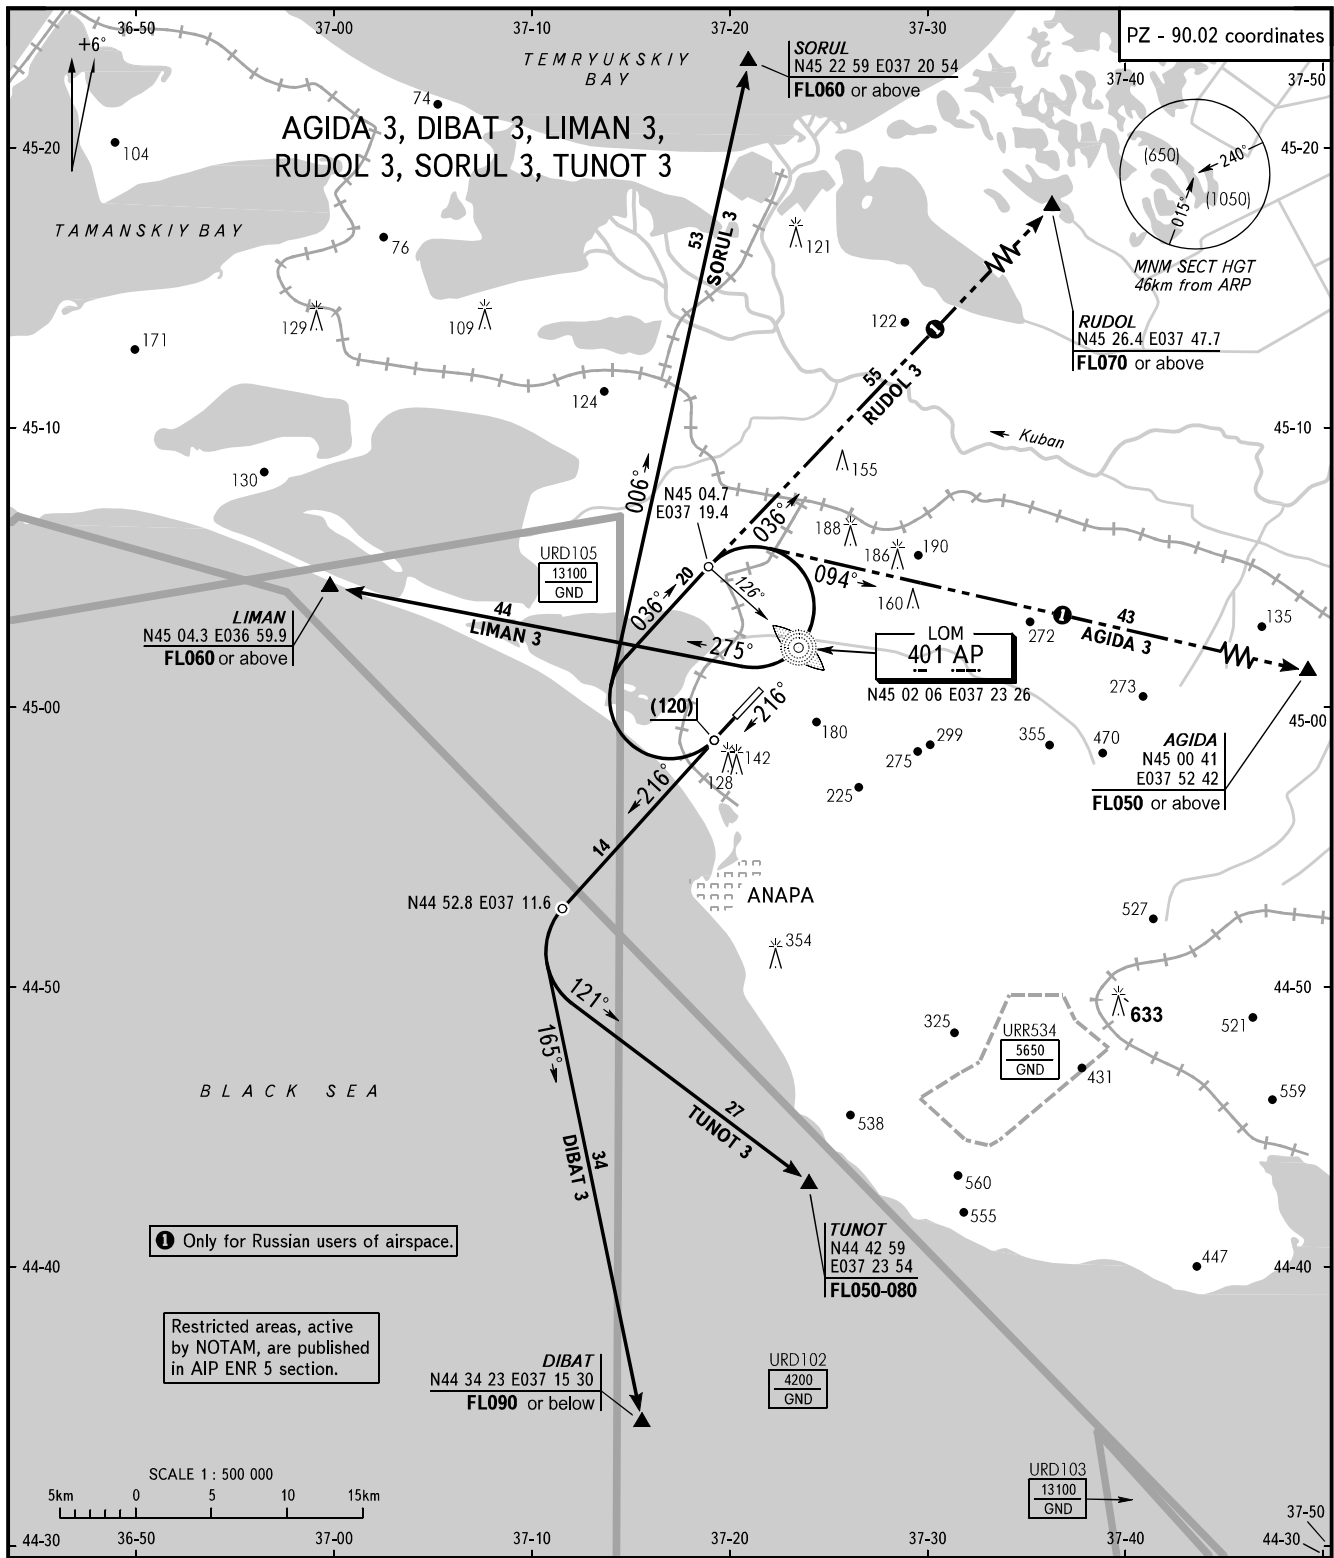 36-50
37-00
37-10
37-20
37-30
PZ - 90.02 coordinates
37-40
37-50
+6°
TEMRYUKSKIY
BAY
SORUL
N45 22 59 E037 20 54
FL060 or above
74
104
AGIDA 3, DIBAT 3, LIMAN 3,
RUDOL 3, SORUL 3, TUNOT 3
45-20
45-20
(650)
240°
(1050)
015°
MNM SECT HGT
46km from ARP
TAMANSKIY BAY
76
53
SORUL 3
121
129
109
122
1
RUDOL
N45 26.4 E037 47.7
FL070 or above
171
124
55
RUDOL 3
45-10
45-10
Kuban
130
155
006°
N45 04.7
E037 19.4
036°
188
186
190
URD105
13100
GND
036°
20
126°
094°
160
1
43
AGIDA 3
272
135
LIMAN
N45 04.3 E036 59.9
FL060 or above
44
LIMAN 3
275°
LOM
401 AP
N45 02 06 E037 23 26
273
45-00
45-00
(120)
216°
180
299
275
355
470
142
128
225
AGIDA
N45 00 41
E037 52 42
FL050 or above
216°
14
N44 52.8 E037 11.6
ANAPA
527
354
44-50
44-50
121°
165°
325
URR534
5650
GND
633
521
431
559
BLACK SEA
27
TUNOT 3
538
34
DIBAT 3
560
555
1 Only for Russian users of airspace.
TUNOT
N44 42 59
E037 23 54
FL050-080
447
44-40
44-40
Restricted areas, active
by NOTAM, are published
in AIP ENR 5 section.
DIBAT
N44 34 23 E037 15 30
FL090 or below
URD102
4200
GND
SCALE 1 : 500 000
5km 0 5 10 15km
URD103
13100
GND
37-50
44-30
36-50
37-00
37-10
37-20
37-30
37-40
44-30